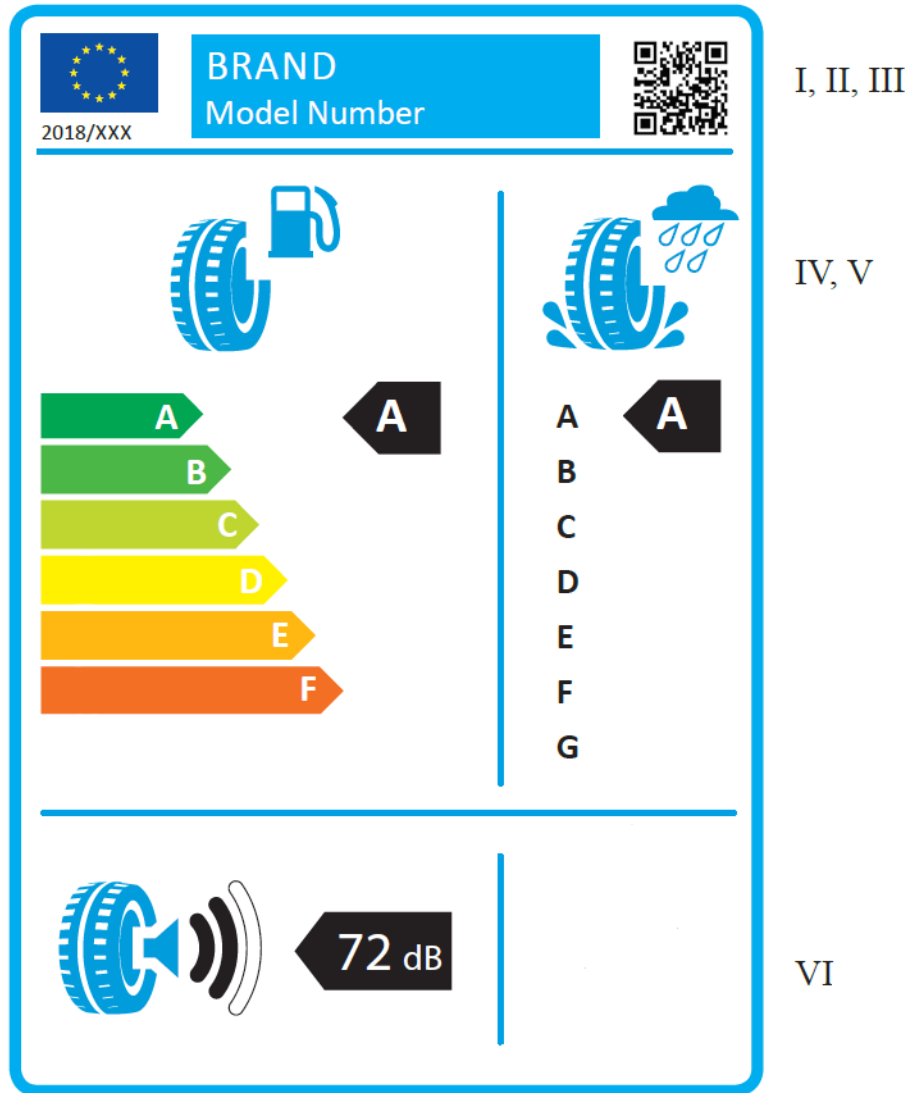 BRAND
Model Number
2018/XXX
I, II, III
IV, V
A
A
A
A
B
B
C
C
D
D
E
E
F
F
G
72 dB
VI